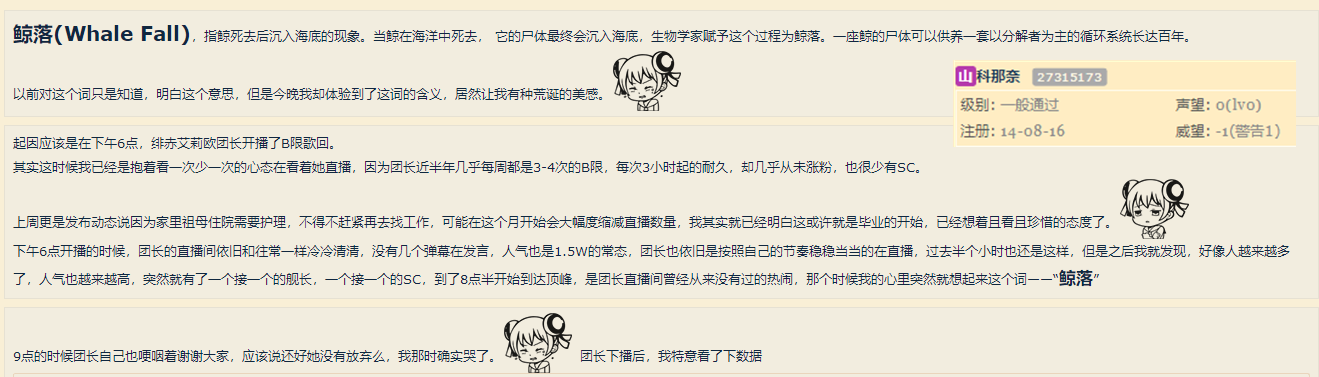 鲸落(Whale Fall)，指鲸死去后沉入海底的现象。当鲸在海洋中死去， 它的尸体最终会沉入海底，生物学家赋予这个过程为鲸落。一座鲸的尸体可以供养一套以分解者为主的循环系统长达百年。
以前对这个词只是知道，明白这个意思，但是今晚我却体验到了这词的含义，居然让我有种荒诞的美感。
山科那奈 27315173
级别: 一般通过 声望: 0(lv0)
注册: 14-08-16 威望: -1(警告1)
起因应该是在下午6点，绯赤艾莉欧团长开播了B限歌回。
其实这时候我已经是抱着看一次少一次的心态在看着她直播，因为团长近半年几乎每周都是3-4次的B限，每次3小时起的耐久，却几乎从未涨粉，也很少有SC。
上周更是发布动态说因为家里祖母住院需要护理，不得不赶紧再去找工作，可能在这个月开始会大幅度缩减直播数量，我其实就已经明白这或许就是毕业的开始，已经想着且看且珍惜的态度了。
下午6点开播的时候，团长的直播间依旧和往常一样冷冷清清，没有几个弹幕在发言，人气也是1.5W的常态，团长也依旧是按照自己的节奏稳稳当当的在直播，过去半个小时也还是这样，但是之后我就发现，好像人越来越多
了，人气也越来越高，突然就有了一个接一个的舰长，一个接一个的SC，到了8点半开始到达顶峰，是团长直播间曾经从来没有过的热闹，那个时候我的心里突然就想起来这个词——“鲸落”
9点的时候团长自己也哽咽着谢谢大家，应该说还好她没有放弃么，我那时确实哭了。 团长下播后，我特意看了下数据